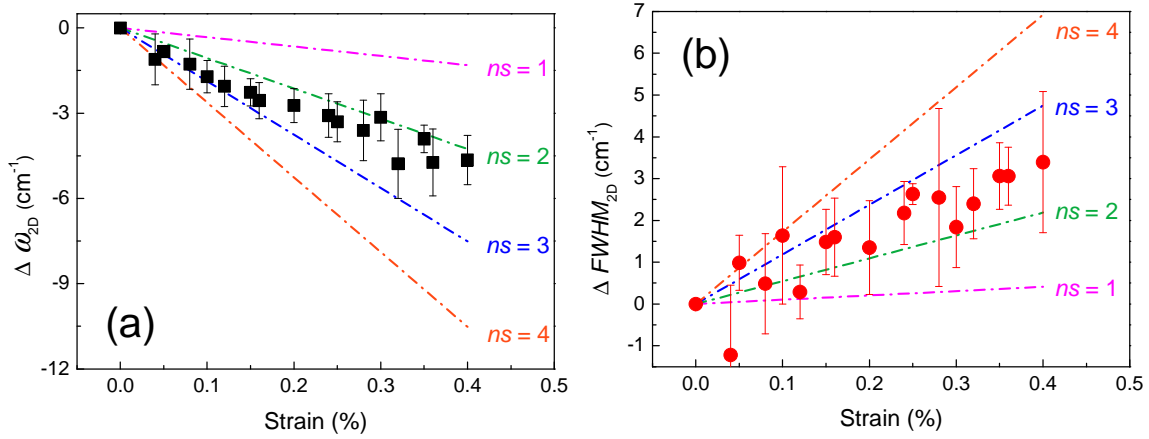 (a)
Δ ω2D (cm-1)
0
-3
-6
-9
-12
ns = 1
ns = 2
ns = 3
ns = 4
0.0 0.1 0.2 0.3 0.4 0.5
Strain (%)
(b)
Δ FWHM2D (cm-1)
7
6
5
4
3
2
1
0
-1
ns = 4
ns = 3
ns = 2
ns = 1
0.0 0.1 0.2 0.3 0.4 0.5
Strain (%)